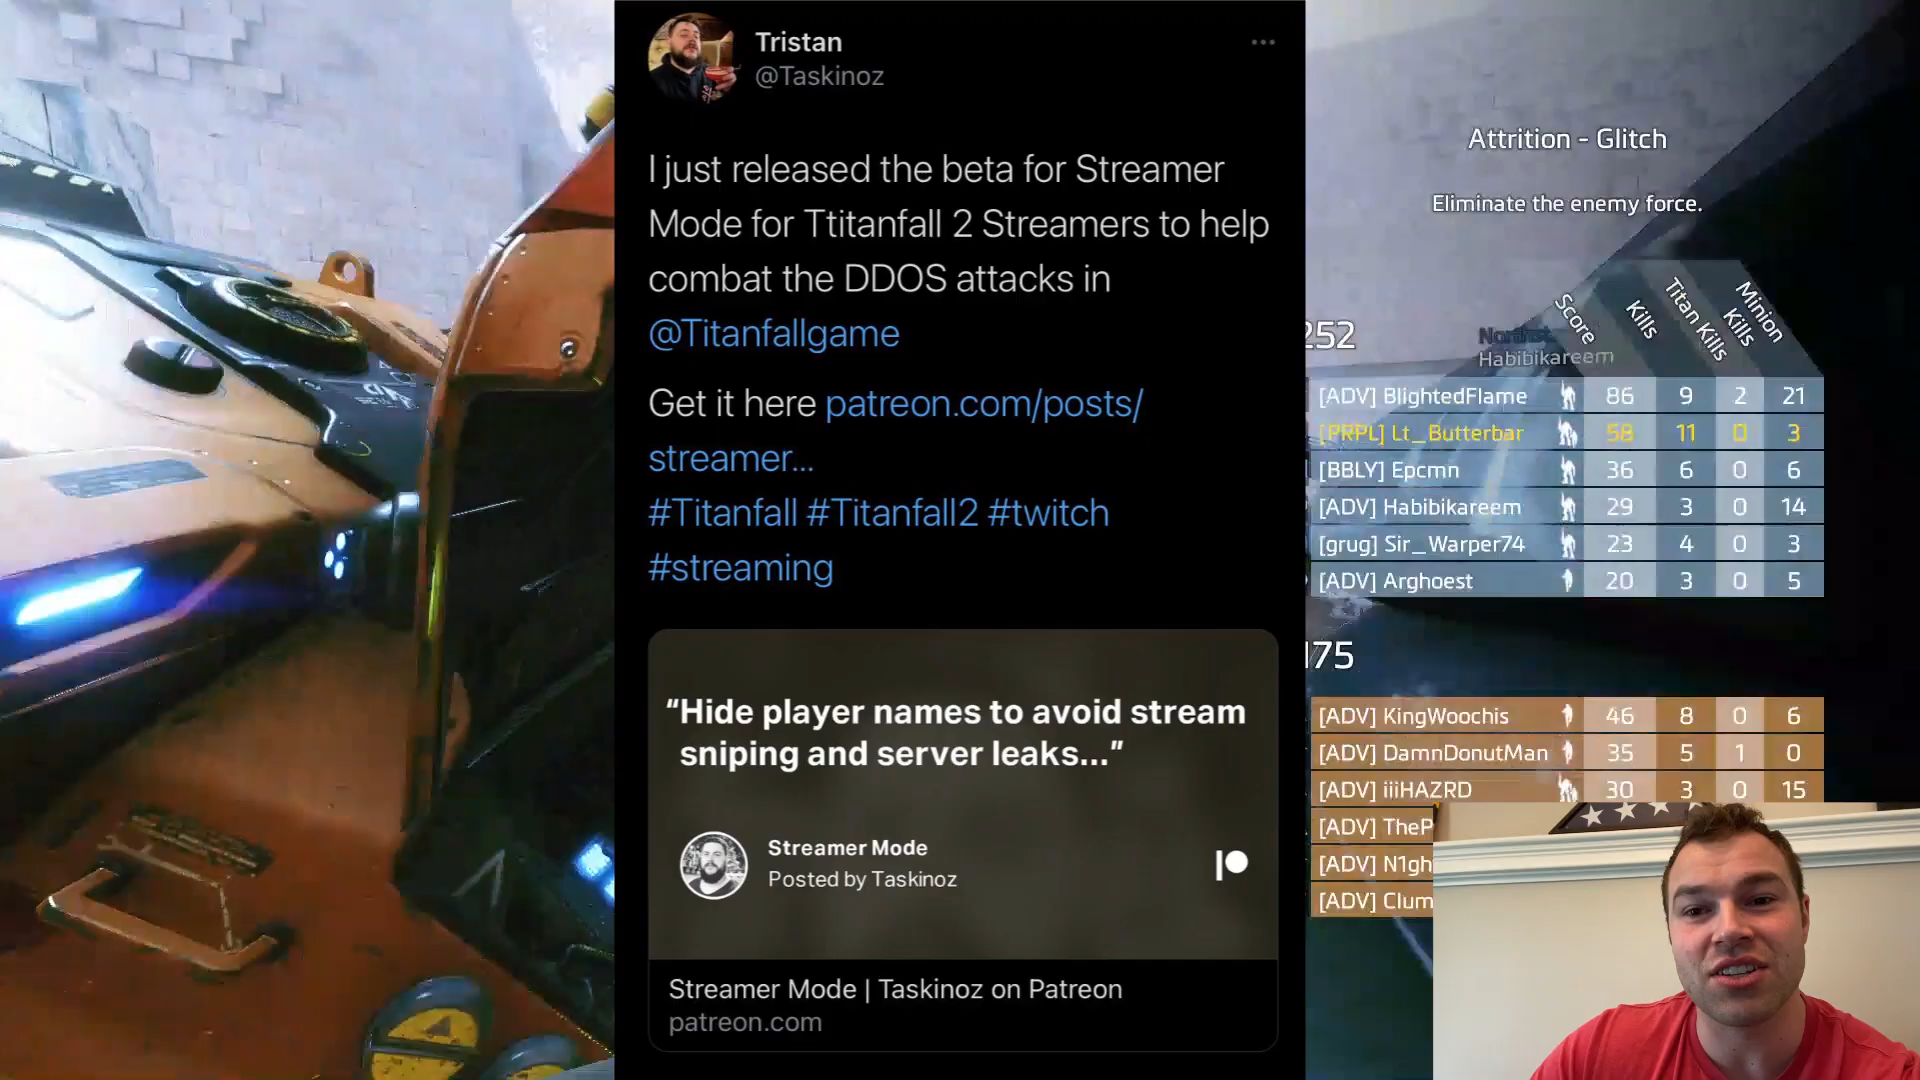 Tristan
@Taskinoz
I just released the beta for Streamer
Mode for Ttitanfall 2 Streamers to help
combat the DDOS attacks in
@Titanfallgame
Get it here patreon.com/posts/
streamer...
#Titanfall #Titanfall2 #twitch
#streaming
“Hide player names to avoid stream
sniping and server leaks...”
Streamer Mode
Posted by Taskinoz
Streamer Mode | Taskinoz on Patreon
patreon.com
Attrition - Glitch
Eliminate the enemy force.
252
Habibikareem
Score Kills Titan Kills Minion Kills
[ADV] BlightedFlame 86 9 2 21
[PRPL] Lt_Butterbar 58 11 0 3
[BBLY] Epcmn 36 6 0 6
[ADV] Habibikareem 29 3 0 14
[grug] Sir_Warper74 23 4 0 3
[ADV] Arghoest 20 3 0 5
175
[ADV] KingWoochis 46 8 0 6
[ADV] DamnDonutMan 35 5 1 0
[ADV] iiiHAZRD 30 3 0 15
[ADV] TheP
[ADV] N1gh
[ADV] Clum